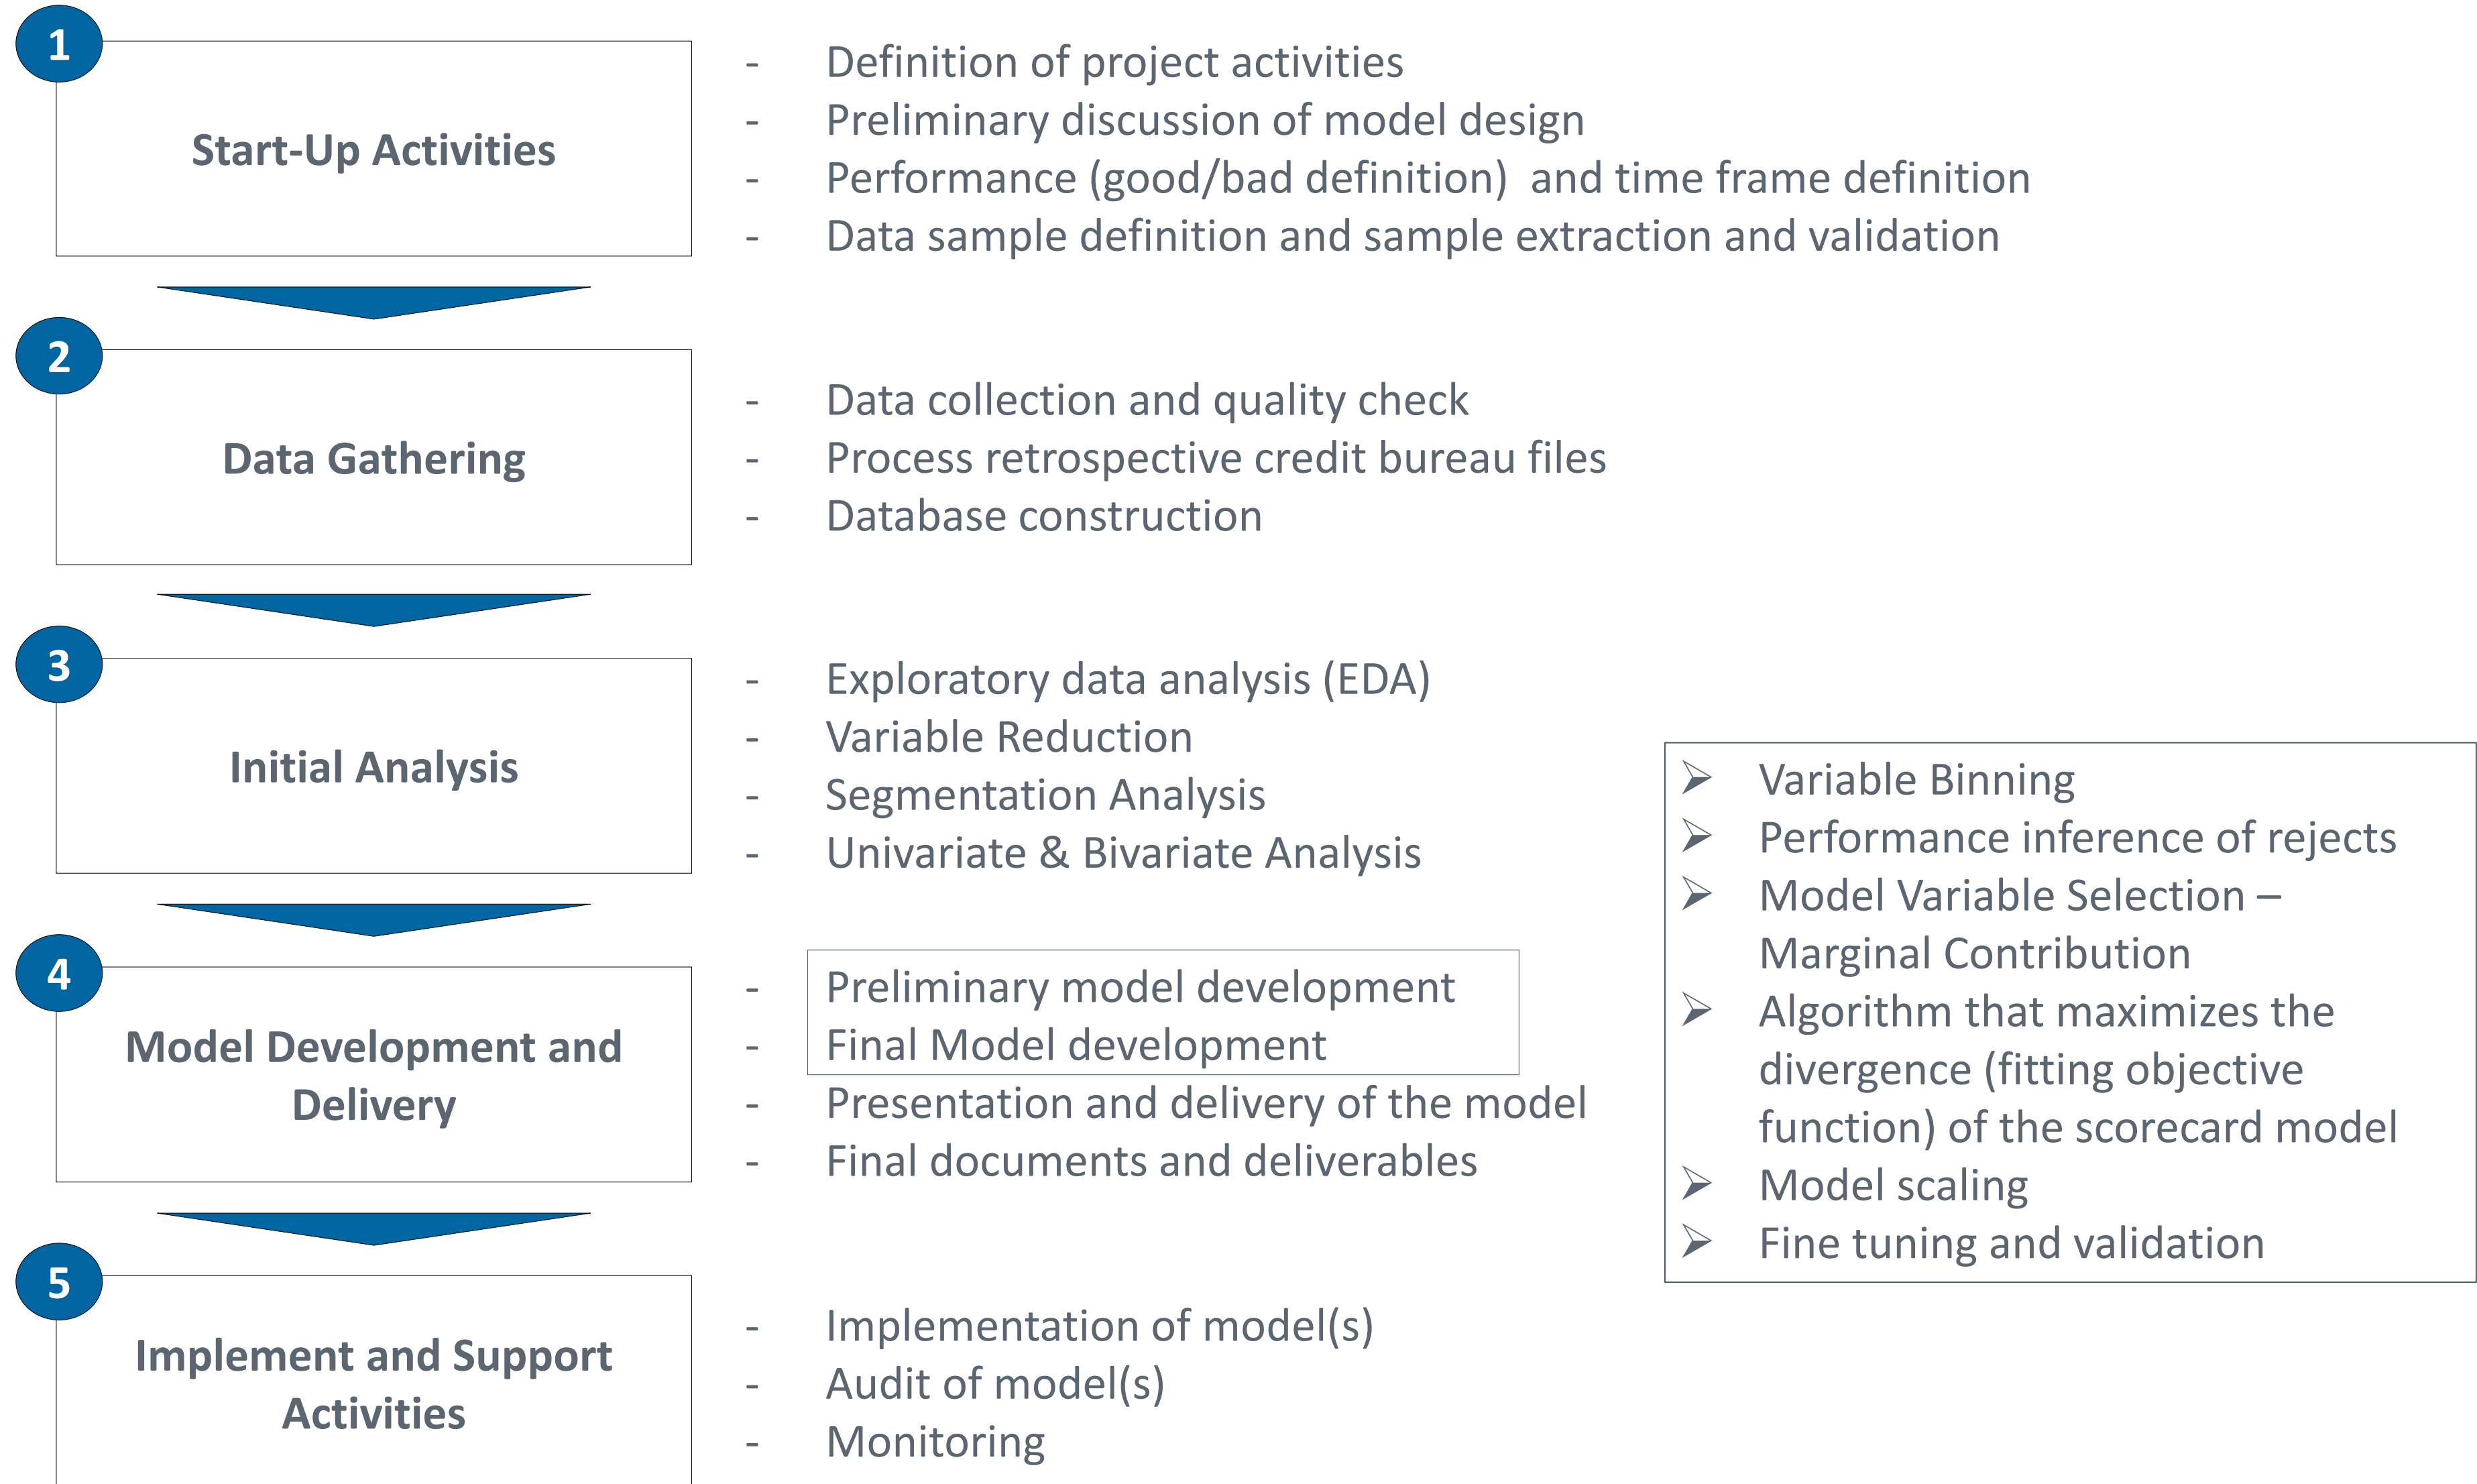 1
Start-Up Activities
- Definition of project activities
- Preliminary discussion of model design
- Performance (good/bad definition)  and time frame definition
- Data sample definition and sample extraction and validation
2
Data Gathering
- Data collection and quality check
- Process retrospective credit bureau files
- Database construction
3
Initial Analysis
- Exploratory data analysis (EDA)
- Variable Reduction
- Segmentation Analysis
- Univariate & Bivariate Analysis
4
Model Development and
Delivery
- Preliminary model development
- Final Model development
- Presentation and delivery of the model
- Final documents and deliverables
➢ Variable Binning
➢ Performance inference of rejects
➢ Model Variable Selection –
Marginal Contribution
➢ Algorithm that maximizes the
divergence (fitting objective
function) of the scorecard model
➢ Model scaling
➢ Fine tuning and validation
5
Implement and Support
Activities
- Implementation of model(s)
- Audit of model(s)
- Monitoring